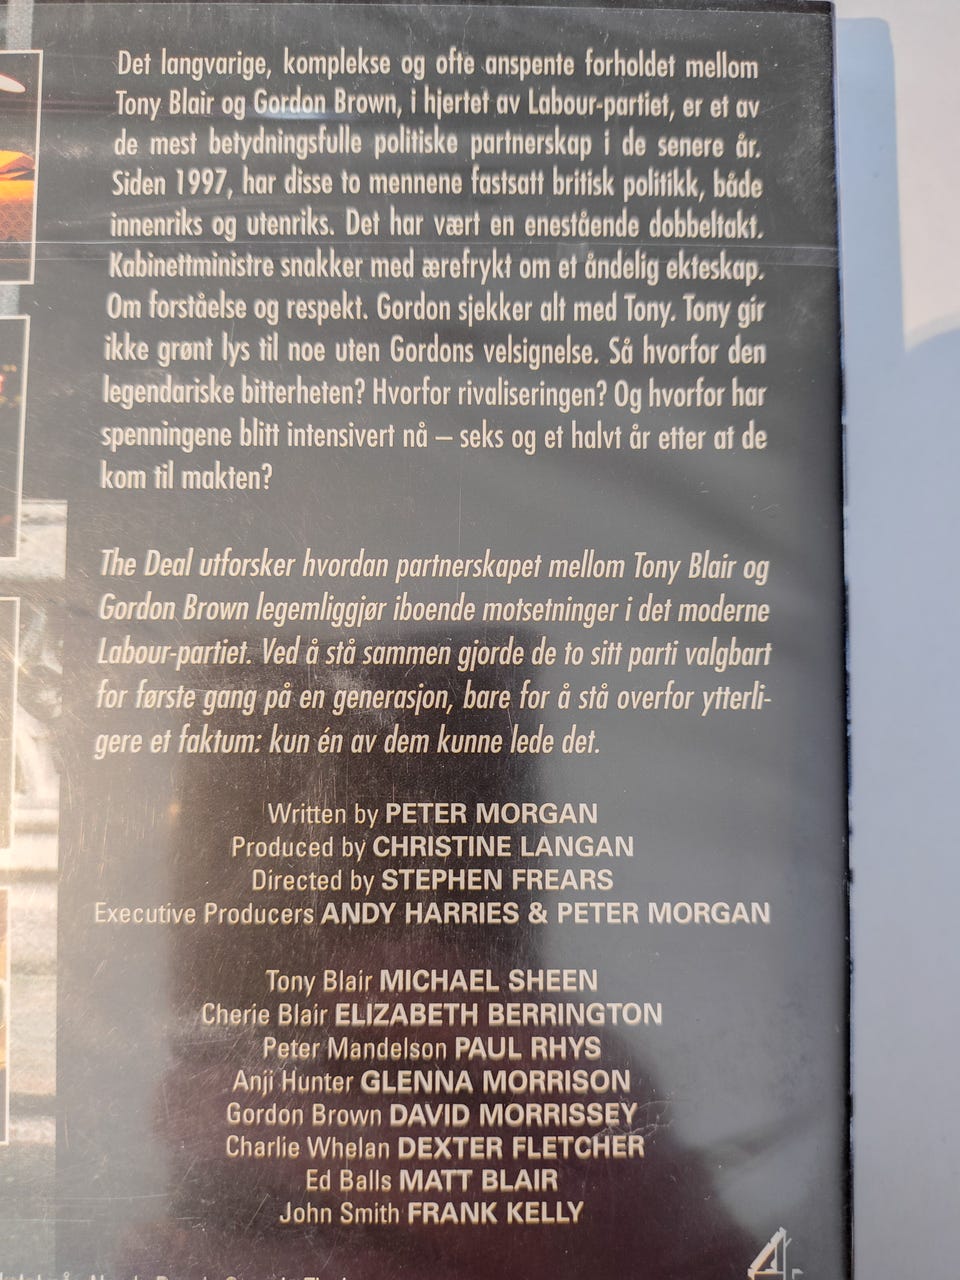 Det langvarige, komplekse og ofte anspente forholdet mellom
Tony Blair og Gordon Brown, i hjertet av Labour-partiet, er et av
de mest betydningsfulle politiske partnerskap i de senere år.
Siden 1997, har disse to mennene fastsatt britisk politikk, både
innenriks og utenriks. Det har vært en enestående dobbeltakt.
Kabinettministre snakker med ærefrykt om et åndelig ekteskap.
Om forståelse og respekt. Gordon sjekker alt med Tony. Tony gir
ikke grønt lys til noe uten Gordons velsignelse. Så hvorfor den
legendariske bitterheten? Hvorfor rivaliseringen? Og hvorfor har
spenningene blitt intensivert nå – seks og et halvt år etter at de
kom til makten?
The Deal utforsker hvordan partnerskapet mellom Tony Blair og
Gordon Brown legemliggjør iboende motsetninger i det moderne
Labour-partiet. Ved å stå sammen gjorde de to sitt parti valgbart
for første gang på en generasjon, bare for å stå overfor ytterli-
gere et faktum: kun én av dem kunne lede det.
Written by PETER MORGAN
Produced by CHRISTINE LANGAN
Directed by STEPHEN FREARS
Executive Producers ANDY HARRIES & PETER MORGAN
Tony Blair MICHAEL SHEEN
Cherie Blair ELIZABETH BERRINGTON
Peter Mandelson PAUL RHYS
Anji Hunter GLENNA MORRISON
Gordon Brown DAVID MORRISSEY
Charlie Whelan DEXTER FLETCHER
Ed Balls MATT BLAIR
John Smith FRANK KELLY
4